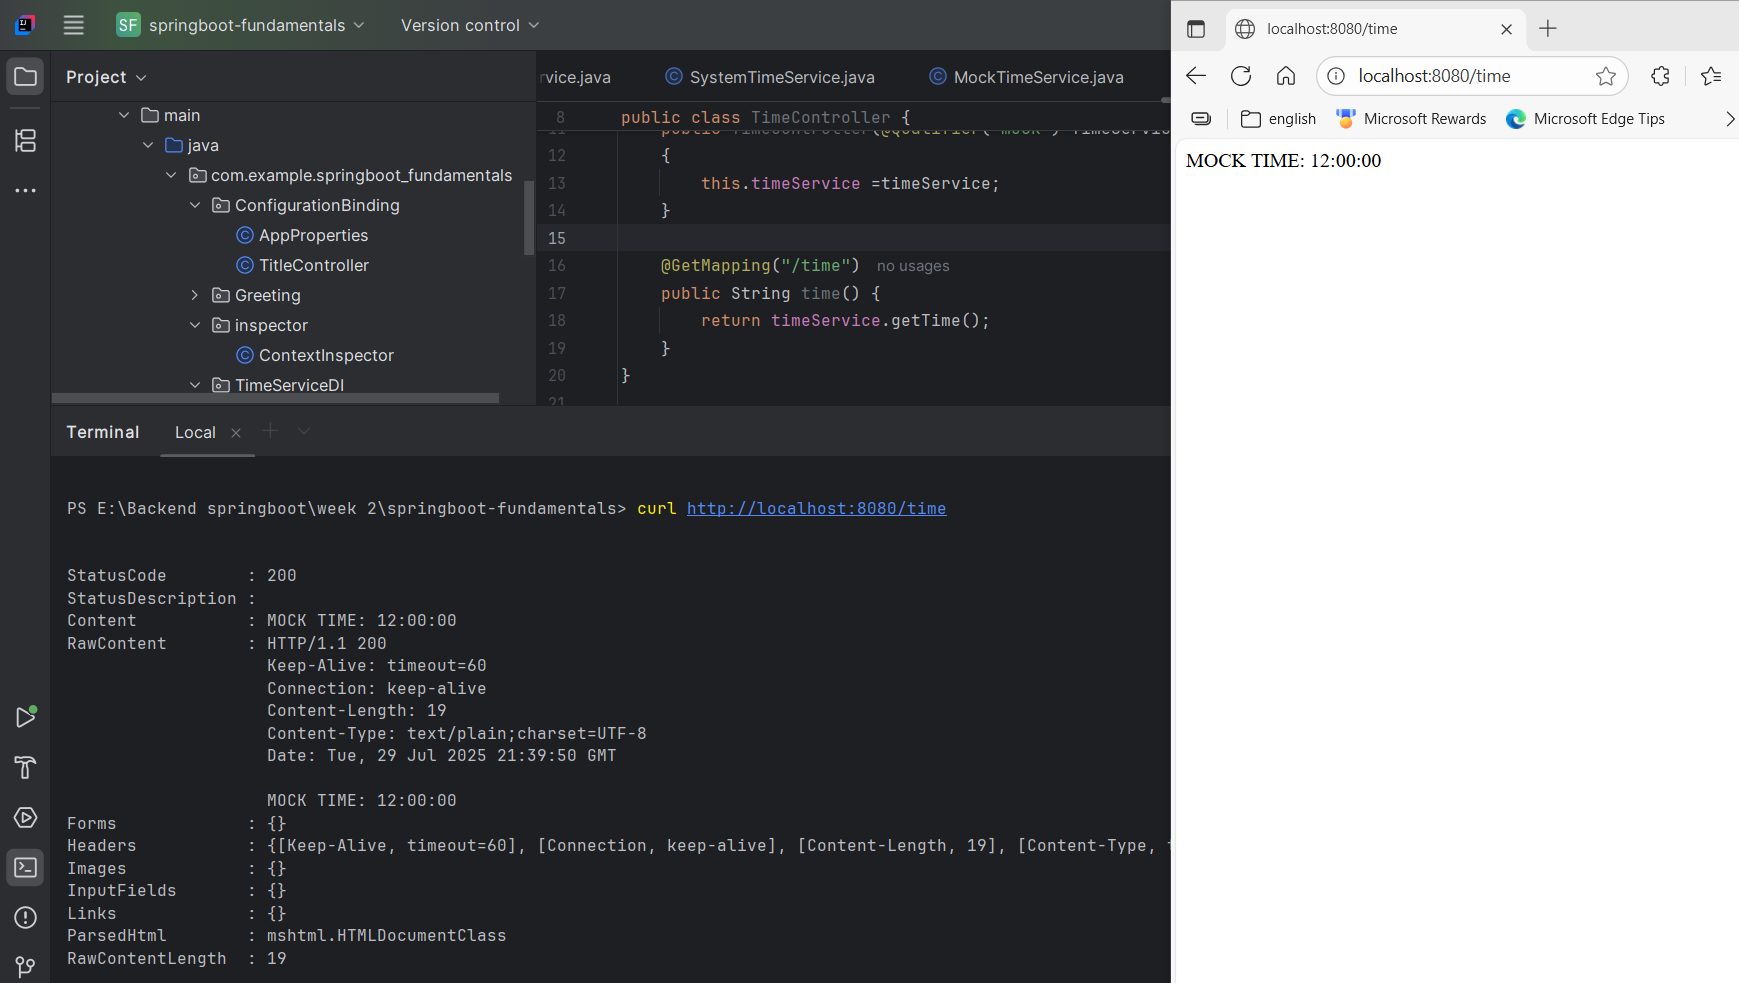 SF springboot-fundamentals Version control
Project
main
java
com.example.springboot_fundamentals
ConfigurationBinding
AppProperties
TitleController
Greeting
inspector
ContextInspector
TimeServiceDI
rvice.java SystemTimeService.java MockTimeService.java
8 public class TimeController {
12 {
13 this.timeService =timeService;
14 }
15
16 @GetMapping("/time") no usages
17 public String time() {
18 return timeService.getTime();
19 }
20 }
21
Terminal Local
PS E:\Backend springboot\week 2\springboot-fundamentals> curl http://localhost:8080/time
StatusCode : 200
StatusDescription :
Content : MOCK TIME: 12:00:00
RawContent : HTTP/1.1 200
Keep-Alive: timeout=60
Connection: keep-alive
Content-Length: 19
Content-Type: text/plain;charset=UTF-8
Date: Tue, 29 Jul 2025 21:39:50 GMT
MOCK TIME: 12:00:00
Forms : {}
Headers : {[Keep-Alive, timeout=60], [Connection, keep-alive], [Content-Length, 19], [Content-Type,
Images : {}
InputFields : {}
Links : {}
ParsedHtml : mshtml.HTMLDocumentClass
RawContentLength : 19
localhost:8080/time
localhost:8080/time
english Microsoft Rewards Microsoft Edge Tips
MOCK TIME: 12:00:00